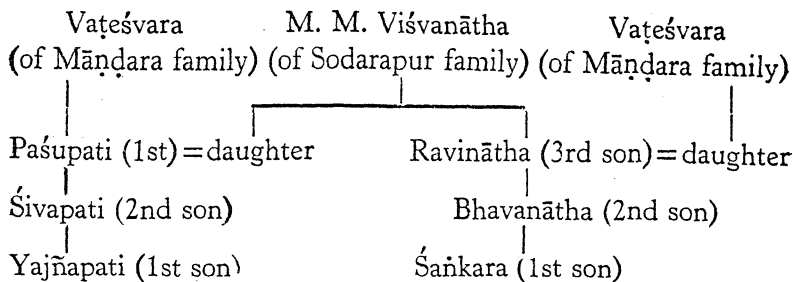 Vaṭeśvara M. M. Viśvanātha Vaṭeśvara
(of Māṇḍara family) (of Sodarapur family) (of Māṇḍara family)
Paśupati (1st)=daughter Ravinātha (3rd son)=daughter
Śivapati (2nd son) Bhavanātha (2nd son)
Yajñapati (1st son) Śaṅkara (1st son)